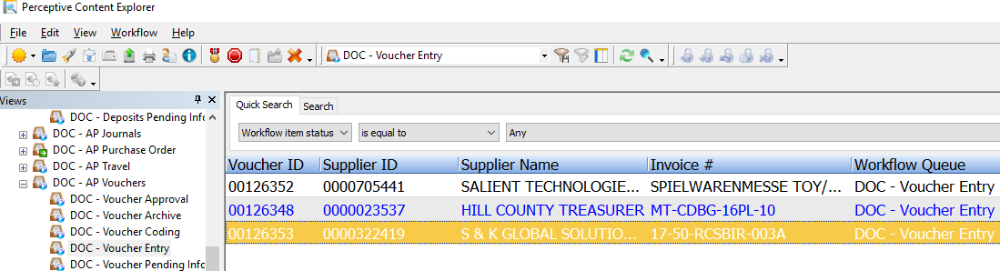 Perceptive Content Explorer
File Edit View Workflow Help
DOC - Voucher Entry
Views
DOC - Deposits Pending Info
DOC - AP Journals
DOC - AP Purchase Order
DOC - AP Travel
DOC - AP Vouchers
DOC - Voucher Approval
DOC - Voucher Archive
DOC - Voucher Coding
DOC - Voucher Entry
DOC - Voucher Pending Info
Quick Search Search
Workflow item status is equal to Any
Voucher ID Supplier ID Supplier Name Invoice # Workflow Queue
00126352 0000705441 SALIENT TECHNOLOGIE... SPIELWARENMESSE TOY/... DOC - Voucher Entry
00126348 0000023537 HILL COUNTY TREASURER MT-CDBG-16PL-10 DOC - Voucher Entry
00126353 0000322419 S & K GLOBAL SOLUTIO... 17-50-RCSBIR-003A DOC - Voucher Entry